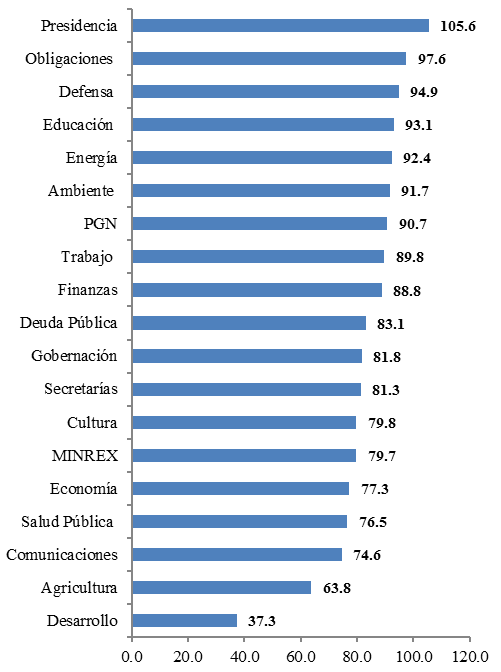 Presidencia 105.6
Obligaciones 97.6
Defensa 94.9
Educación 93.1
Energía 92.4
Ambiente 91.7
PGN 90.7
Trabajo 89.8
Finanzas 88.8
Deuda Pública 83.1
Gobernación 81.8
Secretarías 81.3
Cultura 79.8
MINREX 79.7
Economía 77.3
Salud Pública 76.5
Comunicaciones 74.6
Agricultura 63.8
Desarrollo 37.3
0.0 20.0 40.0 60.0 80.0 100.0 120.0